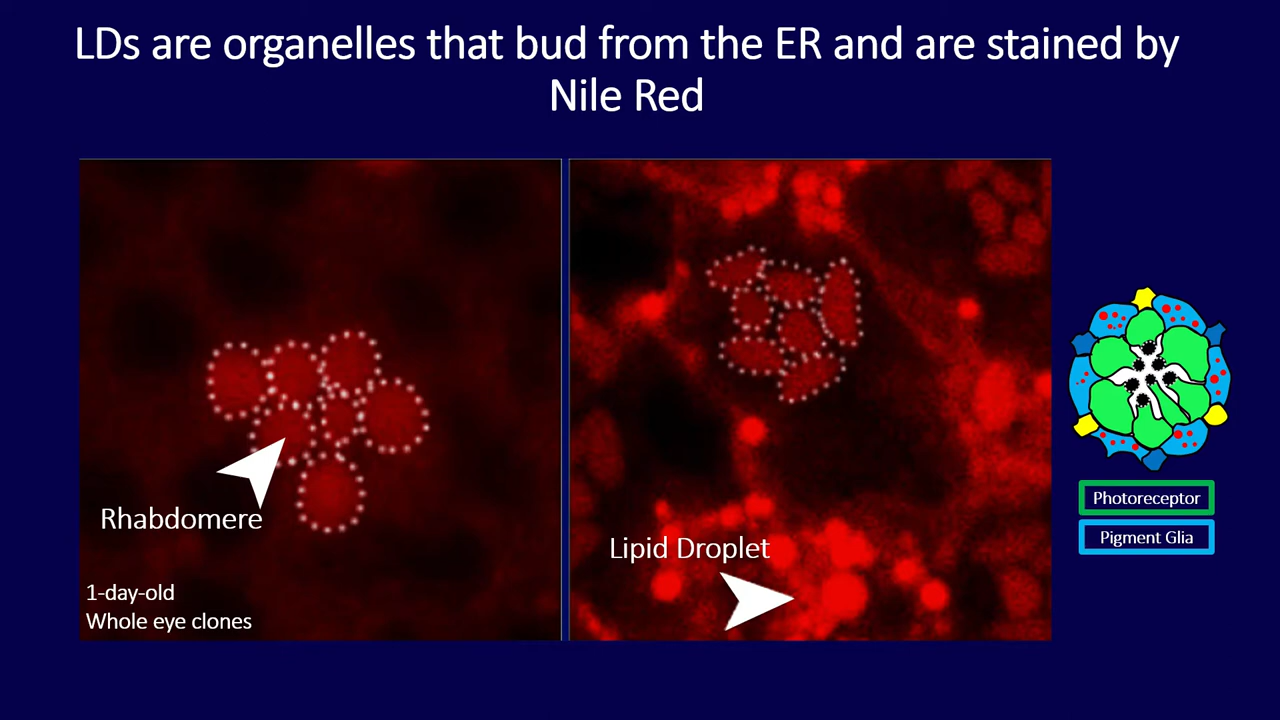 LDs are organelles that bud from the ER and are stained by
Nile Red
Rhabdomere
1-day-old
Whole eye clones
Lipid Droplet
Photoreceptor
Pigment Glia